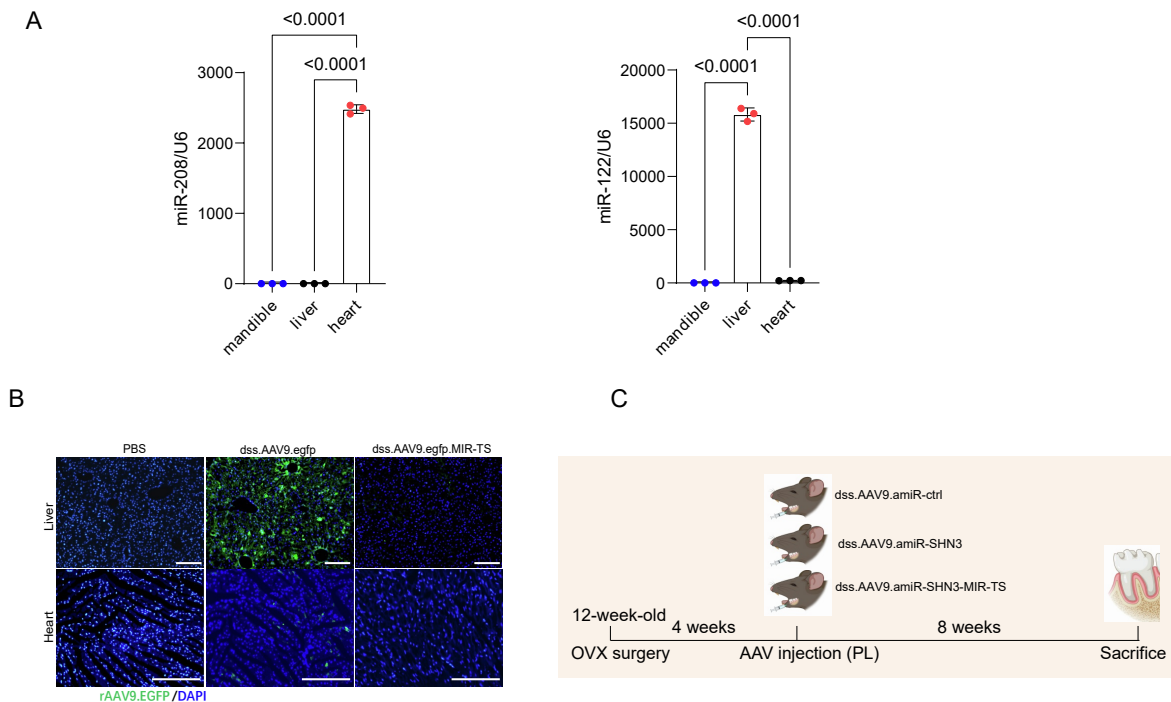 A
<0.0001
<0.0001
3000
2000
1000
0
miR-208/U6
mandible
liver
heart
<0.0001
<0.0001
20000
15000
10000
5000
0
miR-122/U6
mandible
liver
heart
B
PBS
dss.AAV9.egfp
dss.AAV9.egfp.MIR-TS
Liver
Heart
rAAV9.EGFP/DAPI
C
dss.AAV9.amiR-ctrl
dss.AAV9.amiR-SHN3
dss.AAV9.amiR-SHN3-MIR-TS
12-week-old
4 weeks
8 weeks
OVX surgery
AAV injection (PL)
Sacrifice